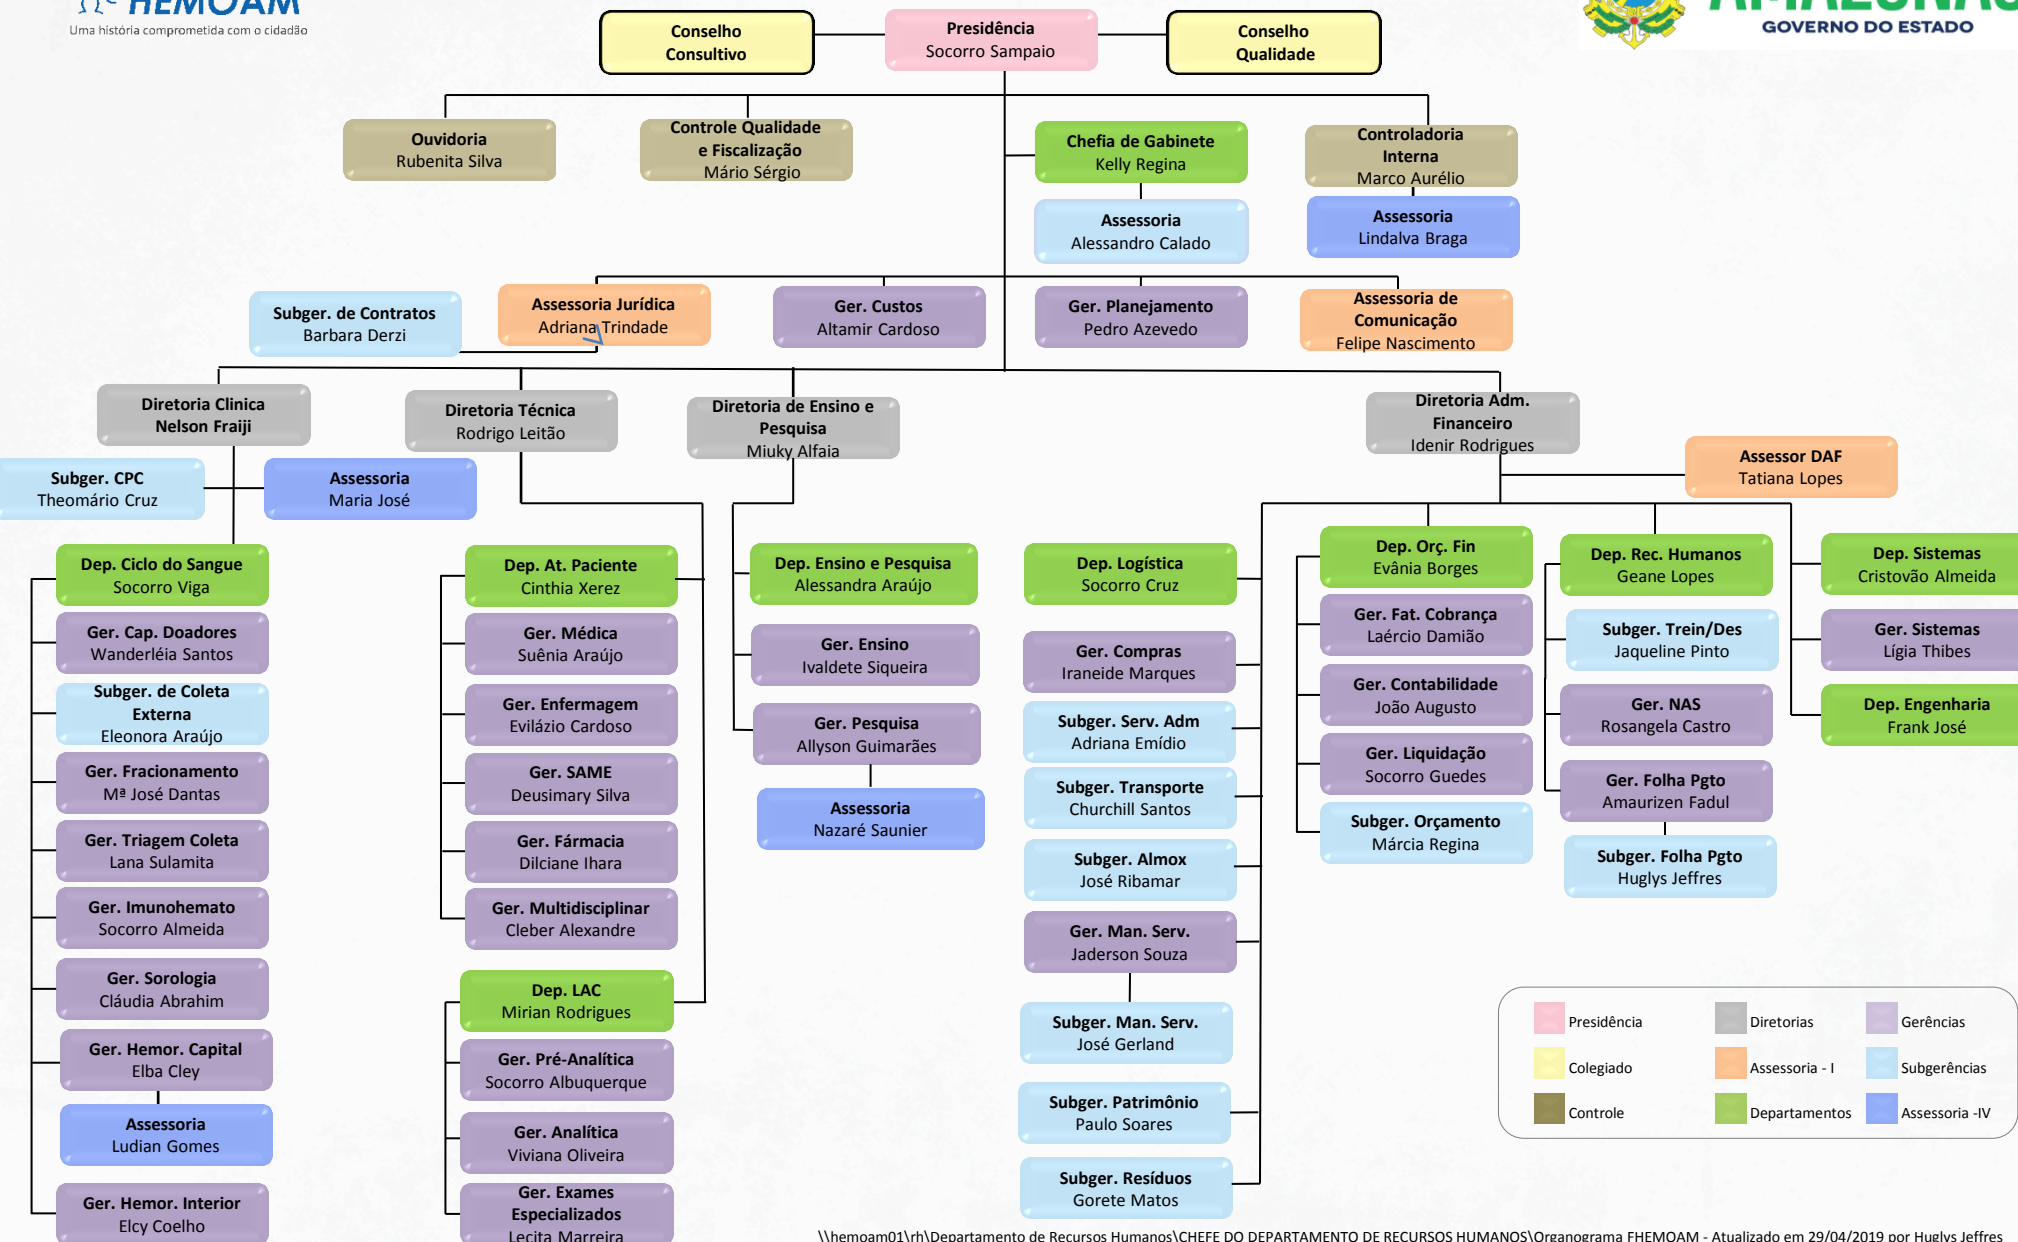 HEMOAM
Uma história comprometida com o cidadão
Conselho
Consultivo
Presidência
Socorro Sampaio
Conselho
Qualidade
AMAZONAS
GOVERNO DO ESTADO
Ouvidoria
Rubenita Silva
Controle Qualidade
e Fiscalização
Mário Sérgio
Chefia de Gabinete
Kelly Regina
Controladoria
Interna
Marco Aurélio
Assessoria
Alessandro Calado
Assessoria
Lindalva Braga
Subger. de Contratos
Barbara Derzi
Assessoria Jurídica
Adriana Trindade
Ger. Custos
Altamir Cardoso
Ger. Planejamento
Pedro Azevedo
Assessoria de
Comunicação
Felipe Nascimento
Diretoria Clinica
Nelson Fraiji
Diretoria Técnica
Rodrigo Leitão
Diretoria de Ensino e
Pesquisa
Miuky Alfaia
Diretoria Adm.
Financeiro
Idenir Rodrigues
Subger. CPC
Theomário Cruz
Assessoria
Maria José
Assessor DAF
Tatiana Lopes
Dep. Ciclo do Sangue
Socorro Viga
Ger. Cap. Doadores
Wanderléia Santos
Subger. de Coleta
Externa
Eleonora Araújo
Ger. Fracionamento
Mª José Dantas
Ger. Triagem Coleta
Lana Sulamita
Ger. Imunohemato
Socorro Almeida
Ger. Sorologia
Cláudia Abrahim
Ger. Hemor. Capital
Elba Cley
Assessoria
Ludian Gomes
Ger. Hemor. Interior
Elcy Coelho
Dep. At. Paciente
Cinthia Xerez
Ger. Médica
Suênia Araújo
Ger. Enfermagem
Evilázio Cardoso
Ger. SAME
Deusimary Silva
Ger. Fármacia
Dilciane Ihara
Ger. Multidisciplinar
Cleber Alexandre
Dep. LAC
Mirian Rodrigues
Ger. Pré-Analítica
Socorro Albuquerque
Ger. Analítica
Viviana Oliveira
Ger. Exames
Especializados
Lecita Marreira
Dep. Ensino e Pesquisa
Alessandra Araújo
Ger. Ensino
Ivaldete Siqueira
Ger. Pesquisa
Allyson Guimarães
Assessoria
Nazaré Saunier
Dep. Logística
Socorro Cruz
Ger. Compras
Iraneide Marques
Subger. Serv. Adm
Adriana Emídio
Subger. Transporte
Churchill Santos
Subger. Almox
José Ribamar
Ger. Man. Serv.
Jaderson Souza
Subger. Man. Serv.
José Gerland
Subger. Patrimônio
Paulo Soares
Subger. Resíduos
Gorete Matos
Dep. Orç. Fin
Evânia Borges
Ger. Fat. Cobrança
Laércio Damião
Ger. Contabilidade
João Augusto
Ger. Liquidação
Socorro Guedes
Subger. Orçamento
Márcia Regina
Dep. Rec. Humanos
Geane Lopes
Subger. Trein/Des
Jaqueline Pinto
Ger. NAS
Rosangela Castro
Ger. Folha Pgto
Amaurizen Fadul
Subger. Folha Pgto
Huglys Jeffres
Dep. Sistemas
Cristovão Almeida
Ger. Sistemas
Lígia Thibes
Dep. Engenharia
Frank José
Presidência
Diretorias
Gerências
Colegiado
Assessoria - I
Subgerências
Controle
Departamentos
Assessoria -IV
\\hemoam01\rh\Departamento de Recursos Humanos\CHEFE DO DEPARTAMENTO DE RECURSOS HUMANOS\Organograma FHEMOAM - Atualizado em 29/04/2019 por Huglys Jeffres